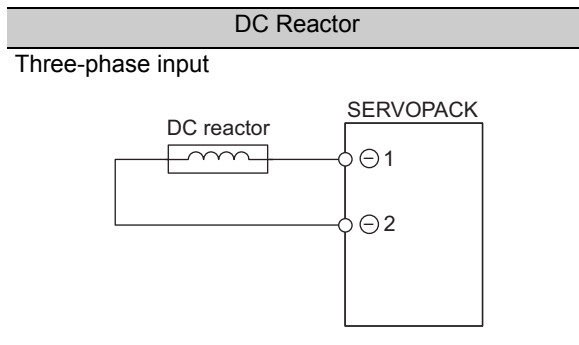 DC Reactor
Three-phase input
SERVOPACK
DC reactor
⊖ 1
⊖ 2